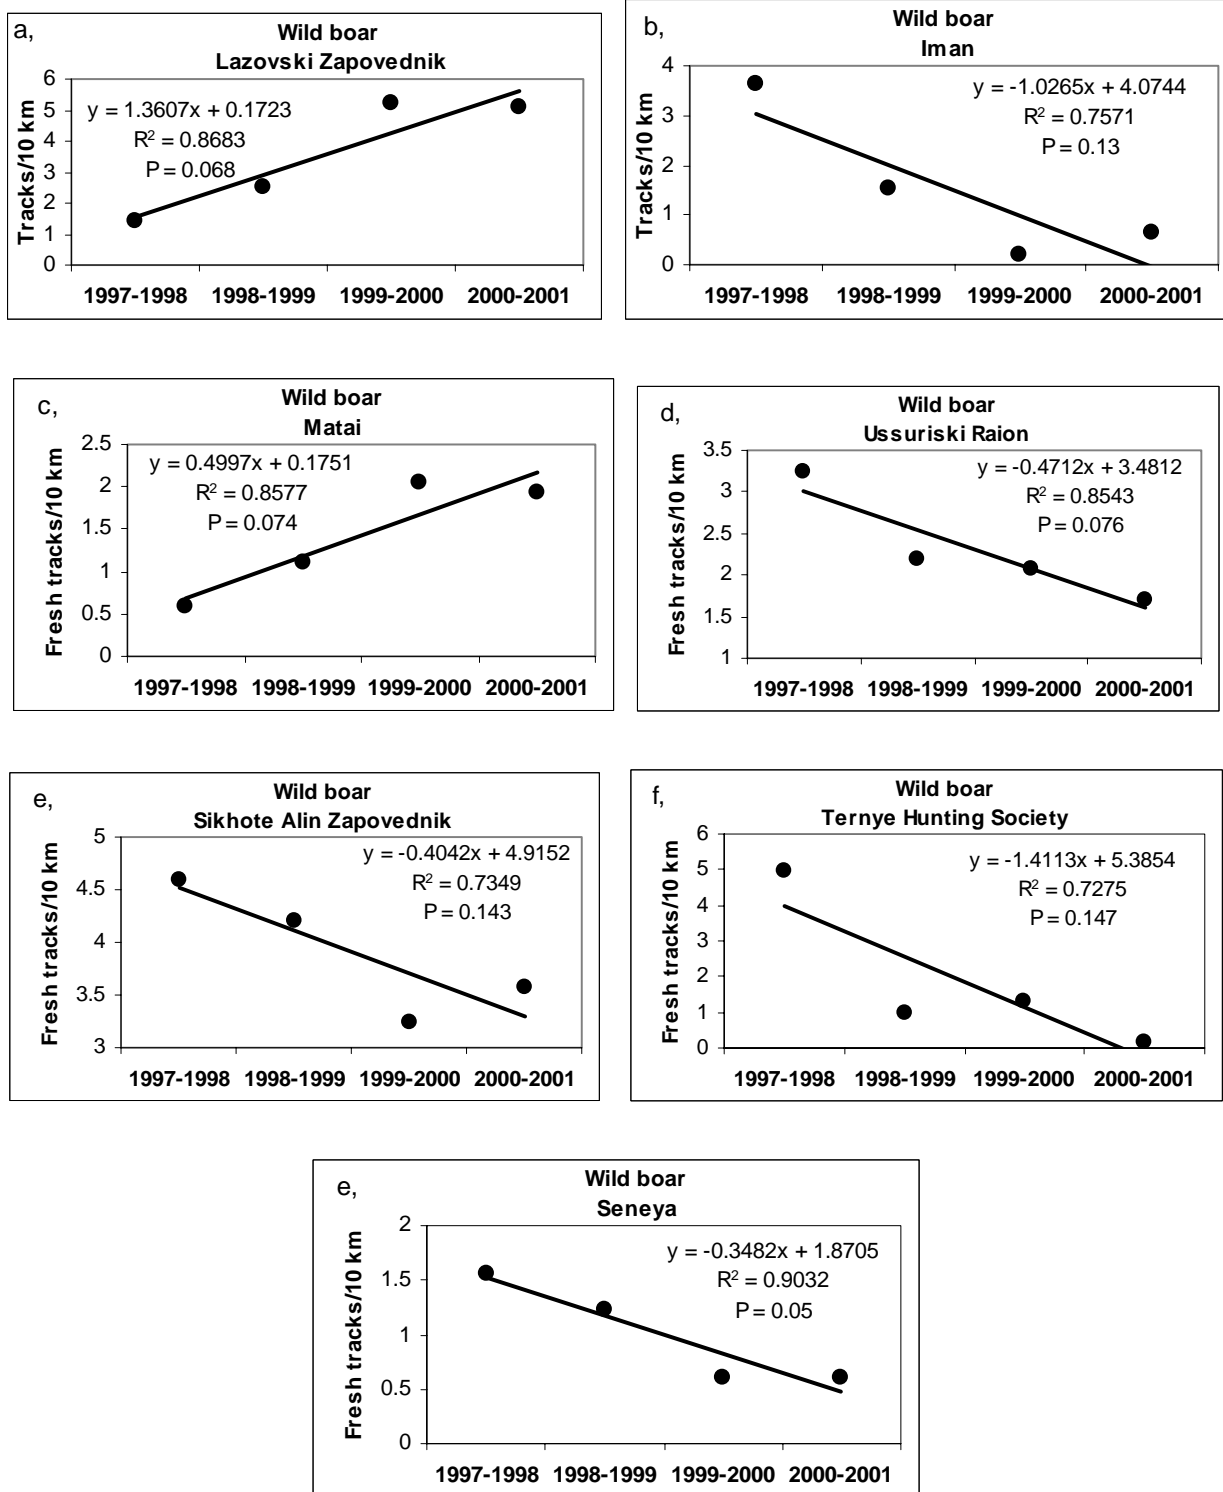 a,
Wild boar
Lazovski Zapovednik
Tracks/10 km
6
5
4
3
2
1
0
y = 1.3607x + 0.1723
R² = 0.8683
P = 0.068
1997-1998 1998-1999 1999-2000 2000-2001
b,
Wild boar
Iman
Tracks/10 km
4
3
2
1
0
y = -1.0265x + 4.0744
R² = 0.7571
P = 0.13
1997-1998 1998-1999 1999-2000 2000-2001
c,
Wild boar
Matai
Fresh tracks/10 km
2.5
2
1.5
1
0.5
0
y = 0.4997x + 0.1751
R² = 0.8577
P = 0.074
1997-1998 1998-1999 1999-2000 2000-2001
d,
Wild boar
Ussuriski Raion
Fresh tracks/10 km
3.5
3
2.5
2
1.5
1
y = -0.4712x + 3.4812
R² = 0.8543
P = 0.076
1997-1998 1998-1999 1999-2000 2000-2001
e,
Wild boar
Sikhote Alin Zapovednik
Fresh tracks/10 km
5
4.5
4
3.5
3
y = -0.4042x + 4.9152
R² = 0.7349
P = 0.143
1997-1998 1998-1999 1999-2000 2000-2001
f,
Wild boar
Ternye Hunting Society
Fresh tracks/10 km
6
5
4
3
2
1
0
y = -1.4113x + 5.3854
R² = 0.7275
P = 0.147
1997-1998 1998-1999 1999-2000 2000-2001
e,
Wild boar
Seneya
Fresh tracks/10 km
2
1.5
1
0.5
0
y = -0.3482x + 1.8705
R² = 0.9032
P = 0.05
1997-1998 1998-1999 1999-2000 2000-2001